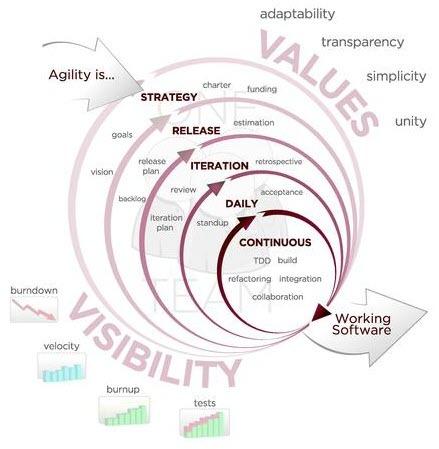 adaptability
VALUES
transparency
simplicity
unity
Agility is...
STRATEGY
charter
funding
ONE
goals
RELEASE
estimation
vision
release
plan
ITERATION
retrospective
backlog
review
acceptance
iteration
plan
DAILY
standup
CONTINUOUS
TDD build
refactoring integration
collaboration
TEAM
Working
Software
VISIBILITY
burndown
velocity
burnup
tests